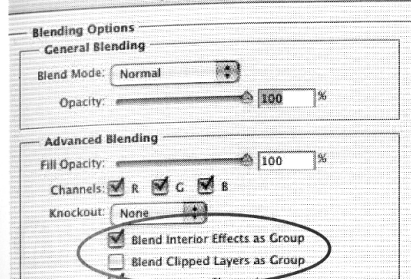 Blending Options
General Blending
Blend Mode: Normal
Opacity: 100 %
Advanced Blending
Fill Opacity: 100 %
Channels: R G B
Knockout: None
Blend Interior Effects as Group
Blend Clipped Layers as Group